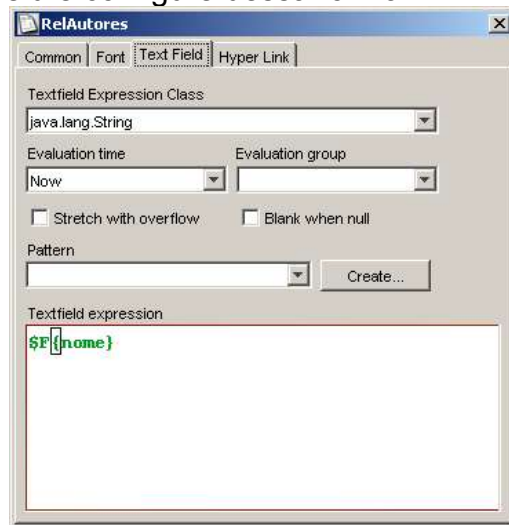 RelAutores
Common Font Text Field Hyper Link
Textfield Expression Class
java.lang.String
Evaluation time Evaluation group
Now
Stretch with overflow Blank when null
Pattern
Create...
Textfield expression
$F{nome}